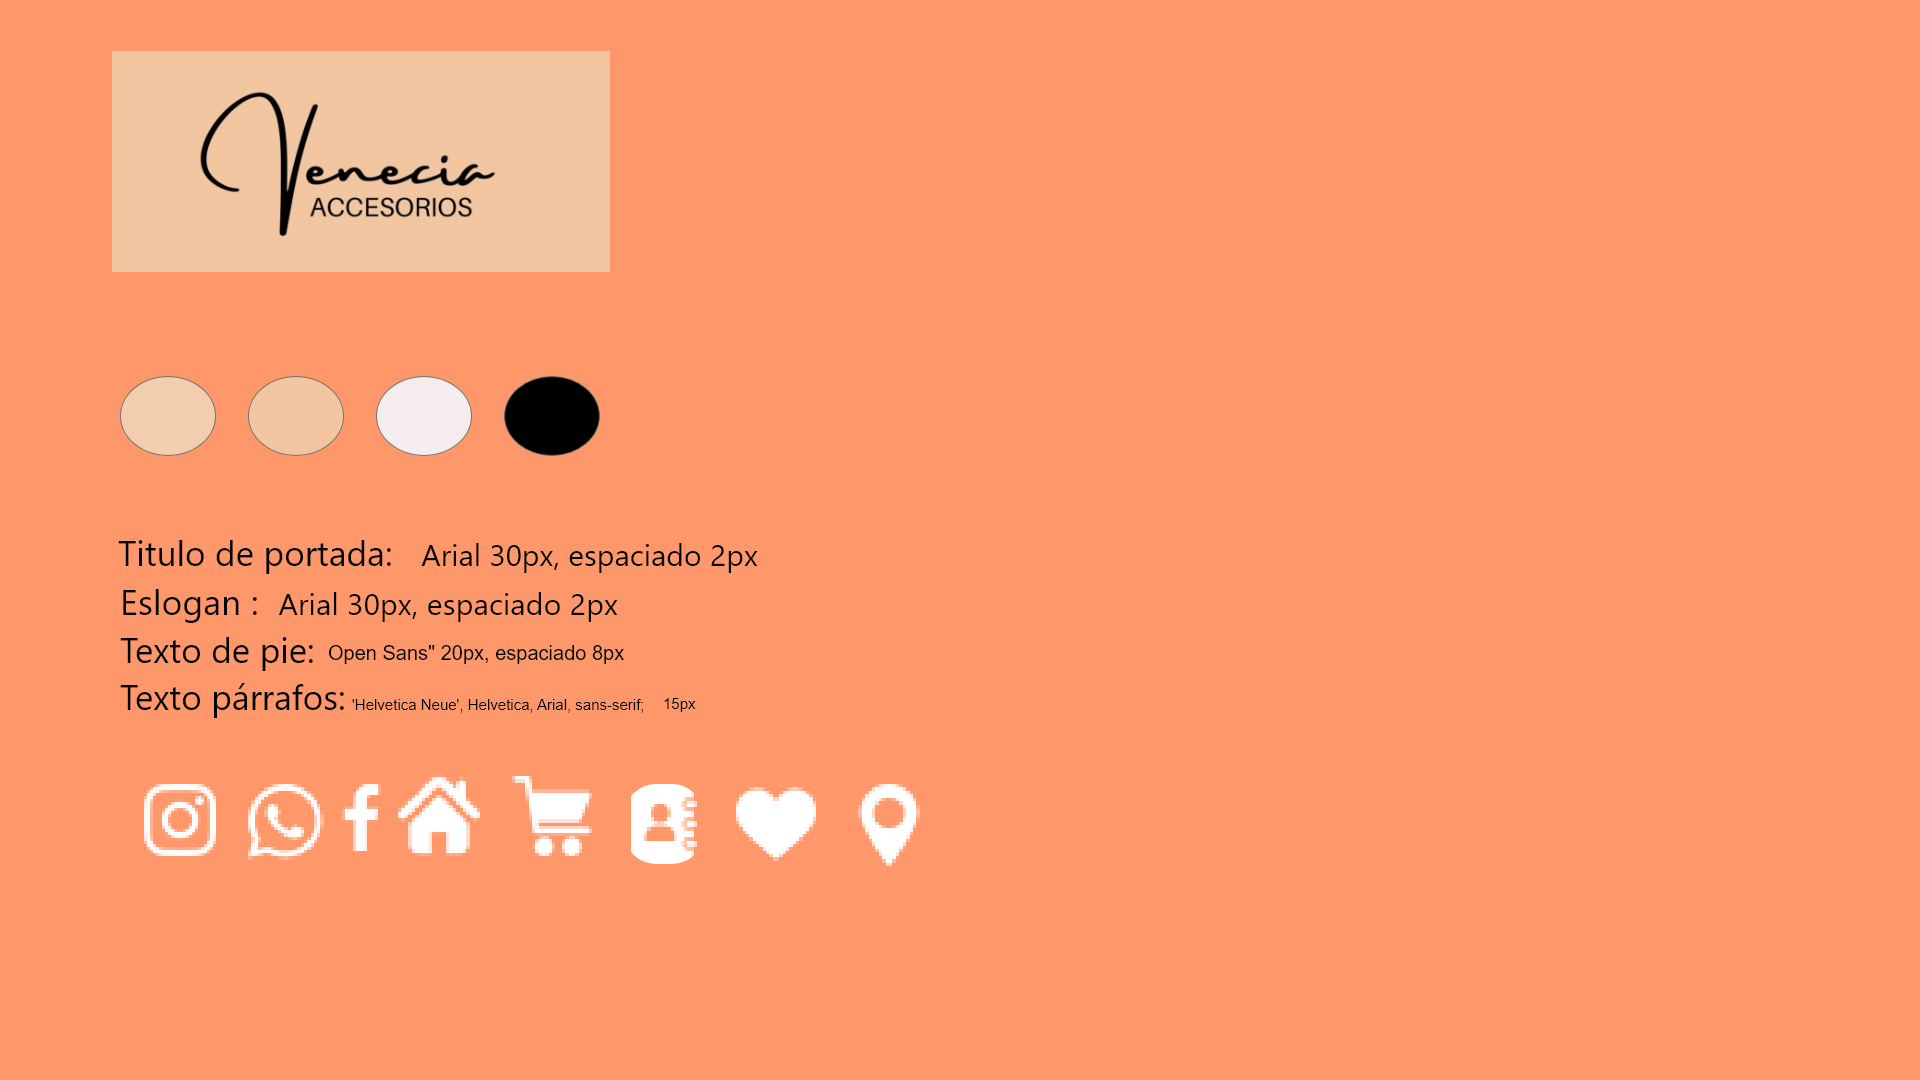 Venecia
ACCESORIOS
Titulo de portada: Arial 30px, espaciado 2px
Eslogan : Arial 30px, espaciado 2px
Texto de pie: Open Sans" 20px, espaciado 8px
Texto párrafos: 'Helvetica Neue', Helvetica, Arial, sans-serif; 15px